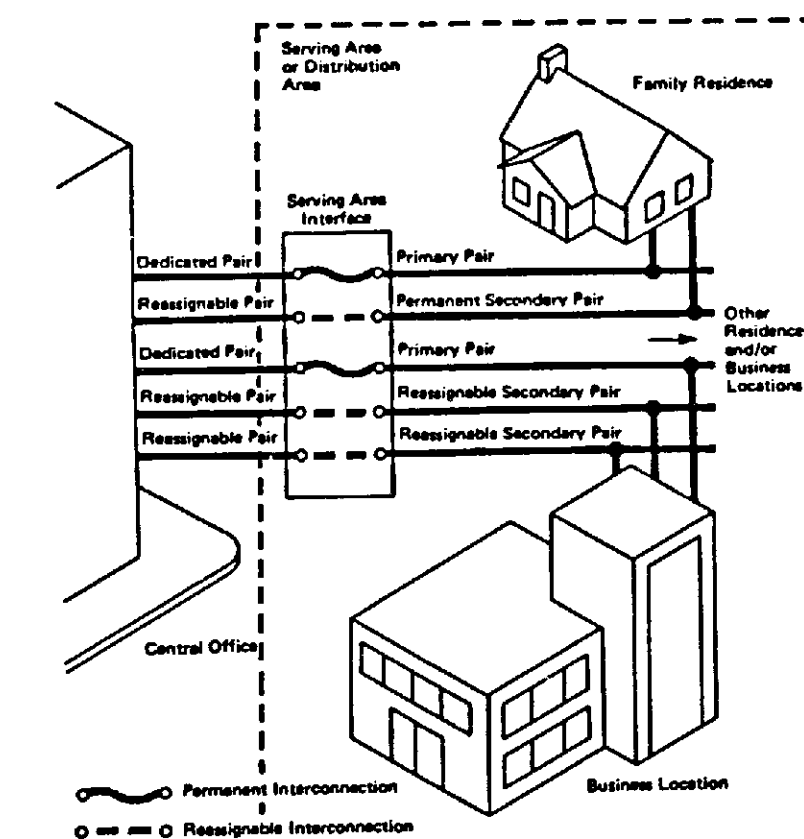 Serving Area
or Distribution
Area
Family Residence
Serving Area
Interface
Dedicated Pair
Primary Pair
Reassignable Pair
Permanent Secondary Pair
Other
Residence
and/or
Business
Locations
Dedicated Pair
Primary Pair
Reassignable Pair
Reassignable Secondary Pair
Reassignable Pair
Reassignable Secondary Pair
Central Office
Business Location
Permanent Interconnection
Reassignable Interconnection